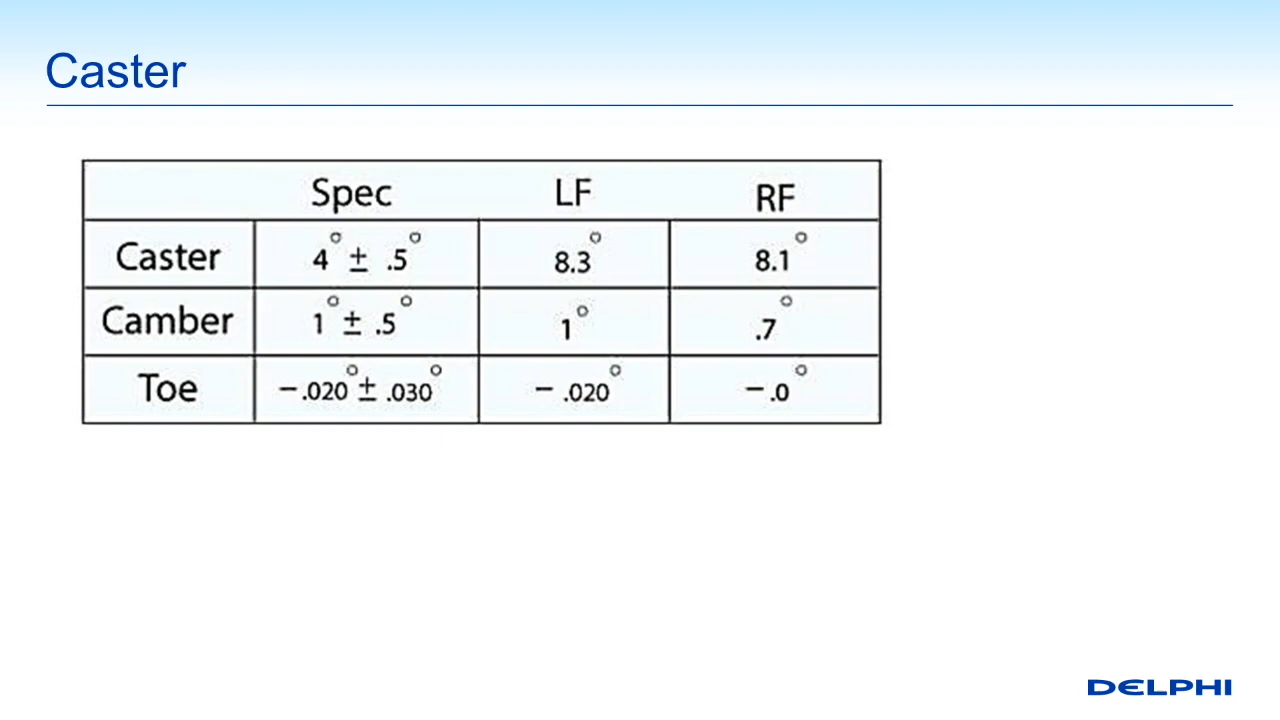 Caster
Spec LF RF
Caster 4° ± .5° 8.3° 8.1°
Camber 1° ± .5° 1° .7°
Toe −.020° ± .030° − .020° − .0°
DELPHI